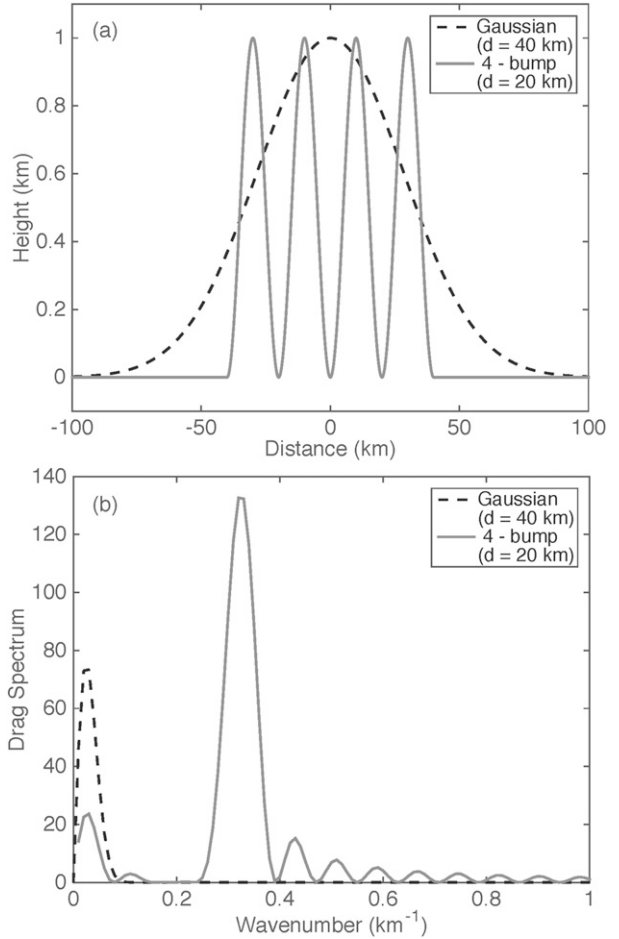 (a)
Gaussian
(d = 40 km)
4 - bump
(d = 20 km)
Height (km)
1
0.8
0.6
0.4
0.2
0
-100
-50
0
50
100
Distance (km)
(b)
Gaussian
(d = 40 km)
4 - bump
(d = 20 km)
Drag Spectrum
140
120
100
80
60
40
20
0
0
0.2
0.4
0.6
0.8
1
Wavenumber (km⁻¹)